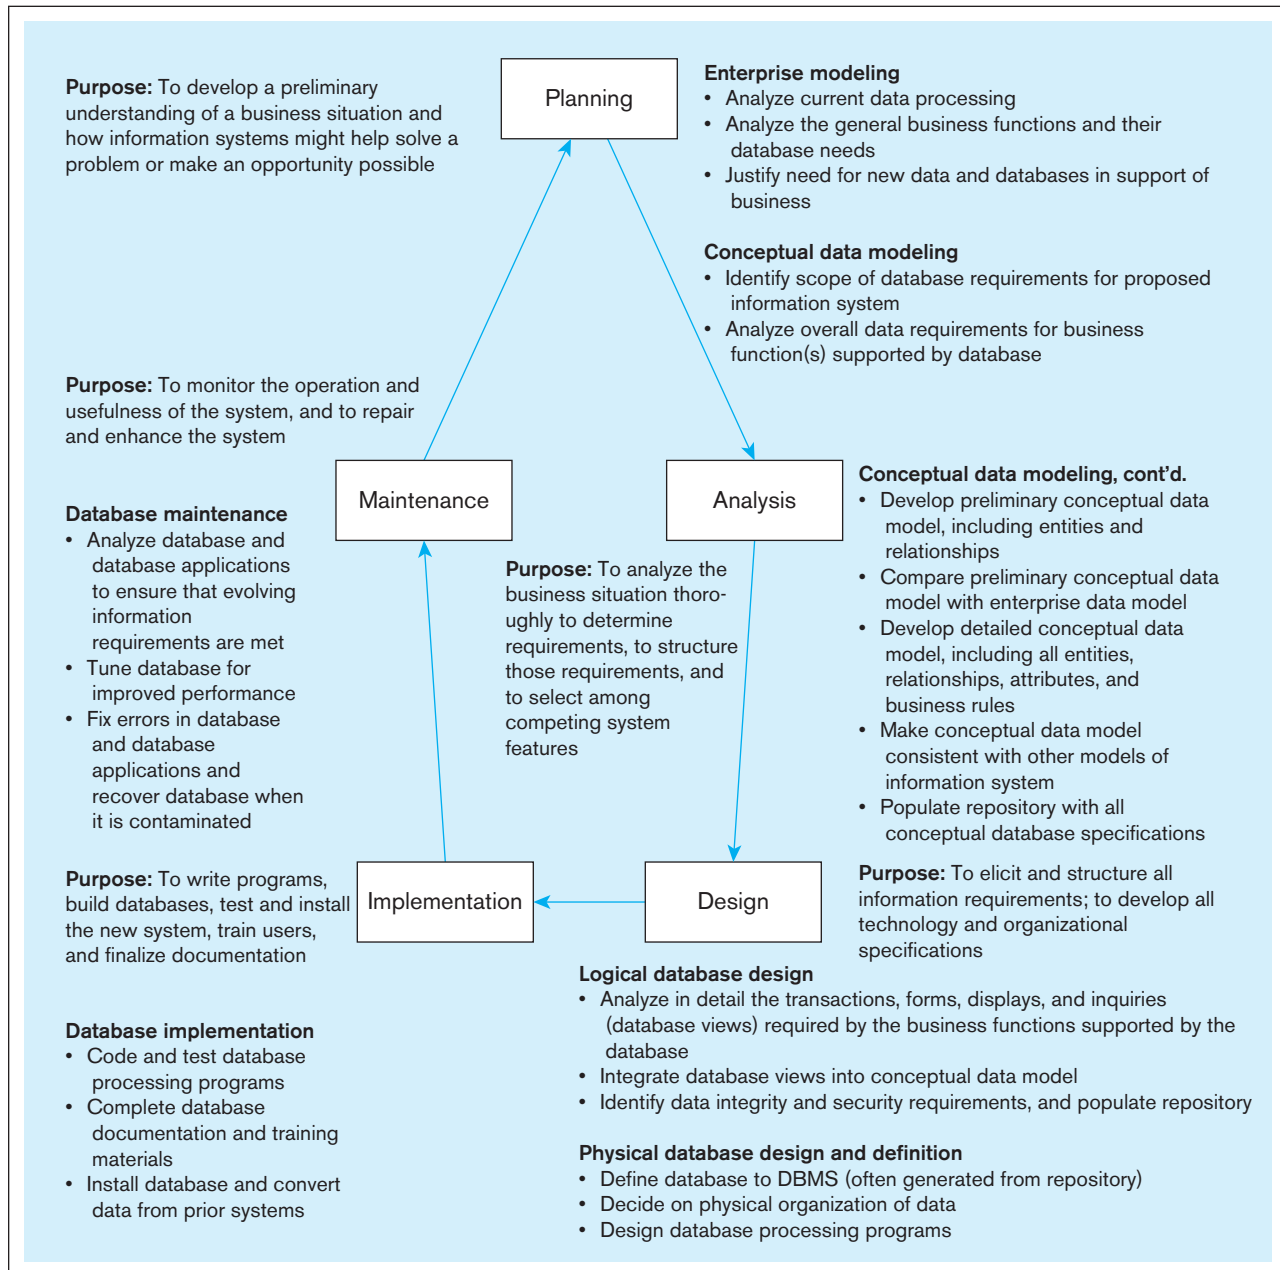 Purpose: To develop a preliminary
understanding of a business situation and
how information systems might help solve a
problem or make an opportunity possible
Planning
Enterprise modeling
• Analyze current data processing
• Analyze the general business functions and their
database needs
• Justify need for new data and databases in support of
business
Conceptual data modeling
• Identify scope of database requirements for proposed
information system
• Analyze overall data requirements for business
function(s) supported by database
Purpose: To monitor the operation and
usefulness of the system, and to repair
and enhance the system
Maintenance
Analysis
Conceptual data modeling, cont’d.
• Develop preliminary conceptual data
model, including entities and
relationships
• Compare preliminary conceptual data
model with enterprise data model
• Develop detailed conceptual data
model, including all entities,
relationships, attributes, and
business rules
• Make conceptual data model
consistent with other models of
information system
• Populate repository with all
conceptual database specifications
Database maintenance
• Analyze database and
database applications
to ensure that evolving
information
requirements are met
• Tune database for
improved performance
• Fix errors in database
and database
applications and
recover database when
it is contaminated
Purpose: To analyze the
business situation thoro-
ughly to determine
requirements, to structure
those requirements, and
to select among
competing system
features
Purpose: To write programs,
build databases, test and install
the new system, train users,
and finalize documentation
Implementation
Design
Purpose: To elicit and structure all
information requirements; to develop all
technology and organizational
specifications
Database implementation
• Code and test database
processing programs
• Complete database
documentation and training
materials
• Install database and convert
data from prior systems
Logical database design
• Analyze in detail the transactions, forms, displays, and inquiries
(database views) required by the business functions supported by the
database
• Integrate database views into conceptual data model
• Identify data integrity and security requirements, and populate repository
Physical database design and definition
• Define database to DBMS (often generated from repository)
• Decide on physical organization of data
• Design database processing programs